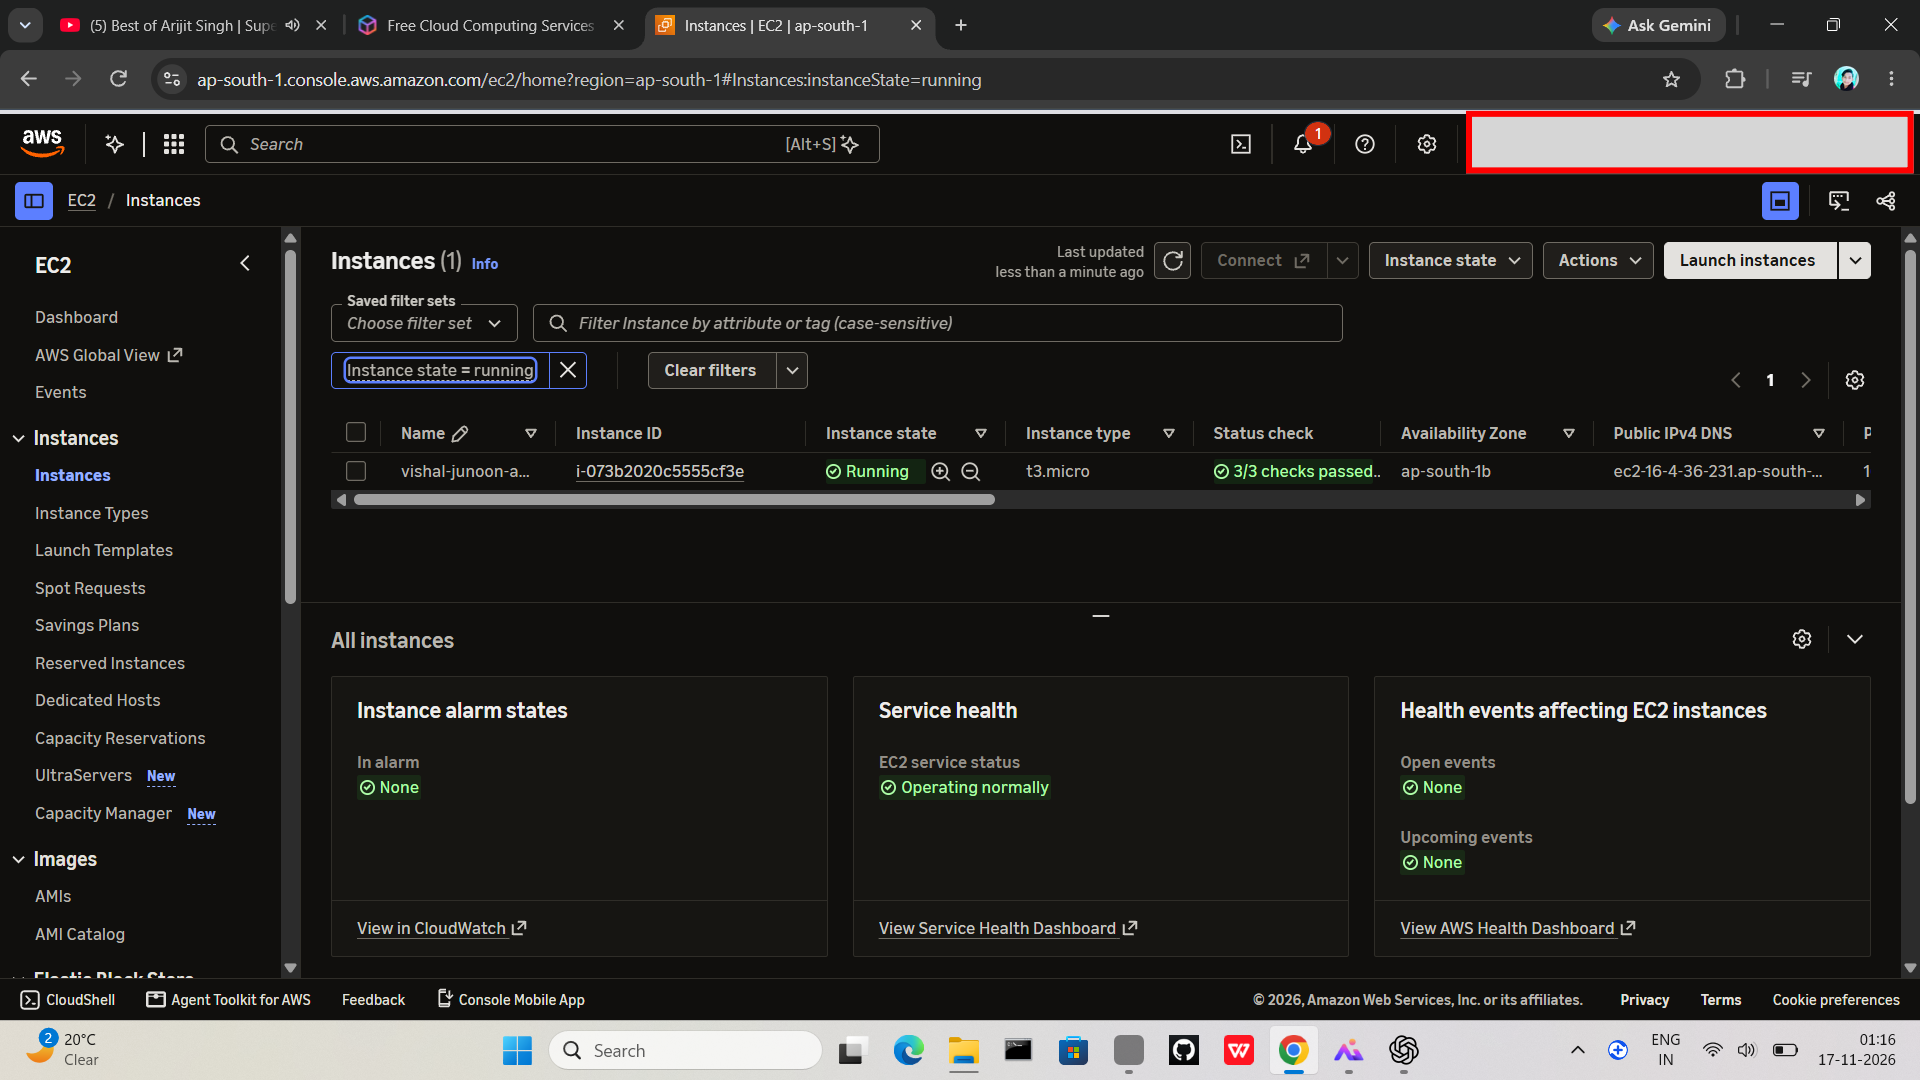 (5) Best of Arijit Singh | Supe
Free Cloud Computing Services
Instances | EC2 | ap-south-1
Ask Gemini
ap-south-1.console.aws.amazon.com/ec2/home?region=ap-south-1#Instances:instanceState=running
aws
Search
[Alt+S]
1
EC2 / Instances
EC2
Dashboard
AWS Global View
Events
Instances
Instances
Instance Types
Launch Templates
Spot Requests
Savings Plans
Reserved Instances
Dedicated Hosts
Capacity Reservations
UltraServers New
Capacity Manager New
Images
AMIs
AMI Catalog
Elastic Block Store
Instances (1) Info
Last updated
less than a minute ago
Connect
Instance state
Actions
Launch instances
Saved filter sets
Choose filter set
Filter Instance by attribute or tag (case-sensitive)
Instance state = running
Clear filters
1
Name Instance ID Instance state Instance type Status check Availability Zone Public IPv4 DNS P
vishal-junoon-a... i-073b2020c5555cf3e Running t3.micro 3/3 checks passed.. ap-south-1b ec2-16-4-36-231.ap-south-... 1
All instances
Instance alarm states
In alarm
None
View in CloudWatch
Service health
EC2 service status
Operating normally
View Service Health Dashboard
Health events affecting EC2 instances
Open events
None
Upcoming events
None
View AWS Health Dashboard
CloudShell
Agent Toolkit for AWS
Feedback
Console Mobile App
© 2026, Amazon Web Services, Inc. or its affiliates.
Privacy
Terms
Cookie preferences
2
20°C
Clear
Search
ENG
IN
01:16
17-11-2026